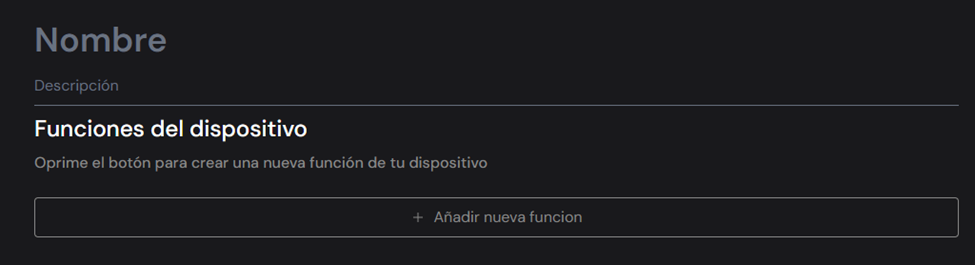 Nombre
Descripción
Funciones del dispositivo
Oprime el botón para crear una nueva función de tu dispositivo
+ Añadir nueva funcion